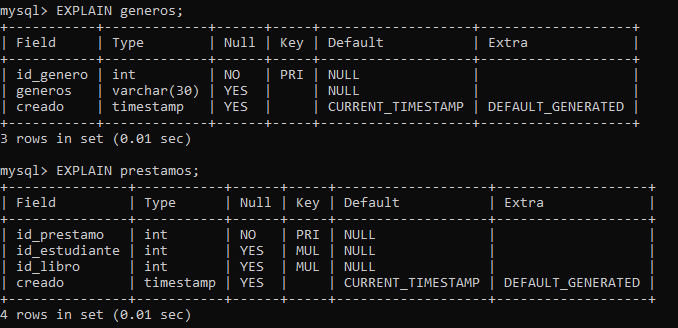 mysql> EXPLAIN generos;
+-----------+-------------+------+-----+-------------------+-------------------+
| Field     | Type        | Null | Key | Default           | Extra             |
+-----------+-------------+------+-----+-------------------+-------------------+
| id_genero | int         | NO   | PRI | NULL              |                   |
| generos   | varchar(30) | YES  |     | NULL              |                   |
| creado    | timestamp   | YES  |     | CURRENT_TIMESTAMP | DEFAULT_GENERATED |
+-----------+-------------+------+-----+-------------------+-------------------+
3 rows in set (0.01 sec)

mysql> EXPLAIN prestamos;
+---------------+-----------+------+-----+-------------------+-------------------+
| Field         | Type      | Null | Key | Default           | Extra             |
+---------------+-----------+------+-----+-------------------+-------------------+
| id_prestamo   | int       | NO   | PRI | NULL              |                   |
| id_estudiante | int       | YES  | MUL | NULL              |                   |
| id_libro      | int       | YES  | MUL | NULL              |                   |
| creado        | timestamp | YES  |     | CURRENT_TIMESTAMP | DEFAULT_GENERATED |
+---------------+-----------+------+-----+-------------------+-------------------+
4 rows in set (0.01 sec)